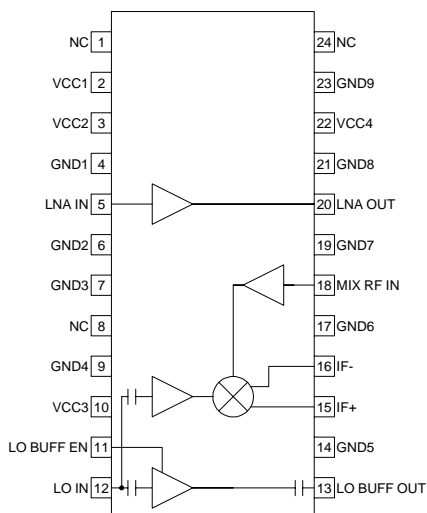 NC 1
VCC1 2
VCC2 3
GND1 4
LNA IN 5
GND2 6
GND3 7
NC 8
GND4 9
VCC3 10
LO BUFF EN 11
LO IN 12
24 NC
23 GND9
22 VCC4
21 GND8
20 LNA OUT
19 GND7
18 MIX RF IN
17 GND6
16 IF-
15 IF+
14 GND5
13 LO BUFF OUT